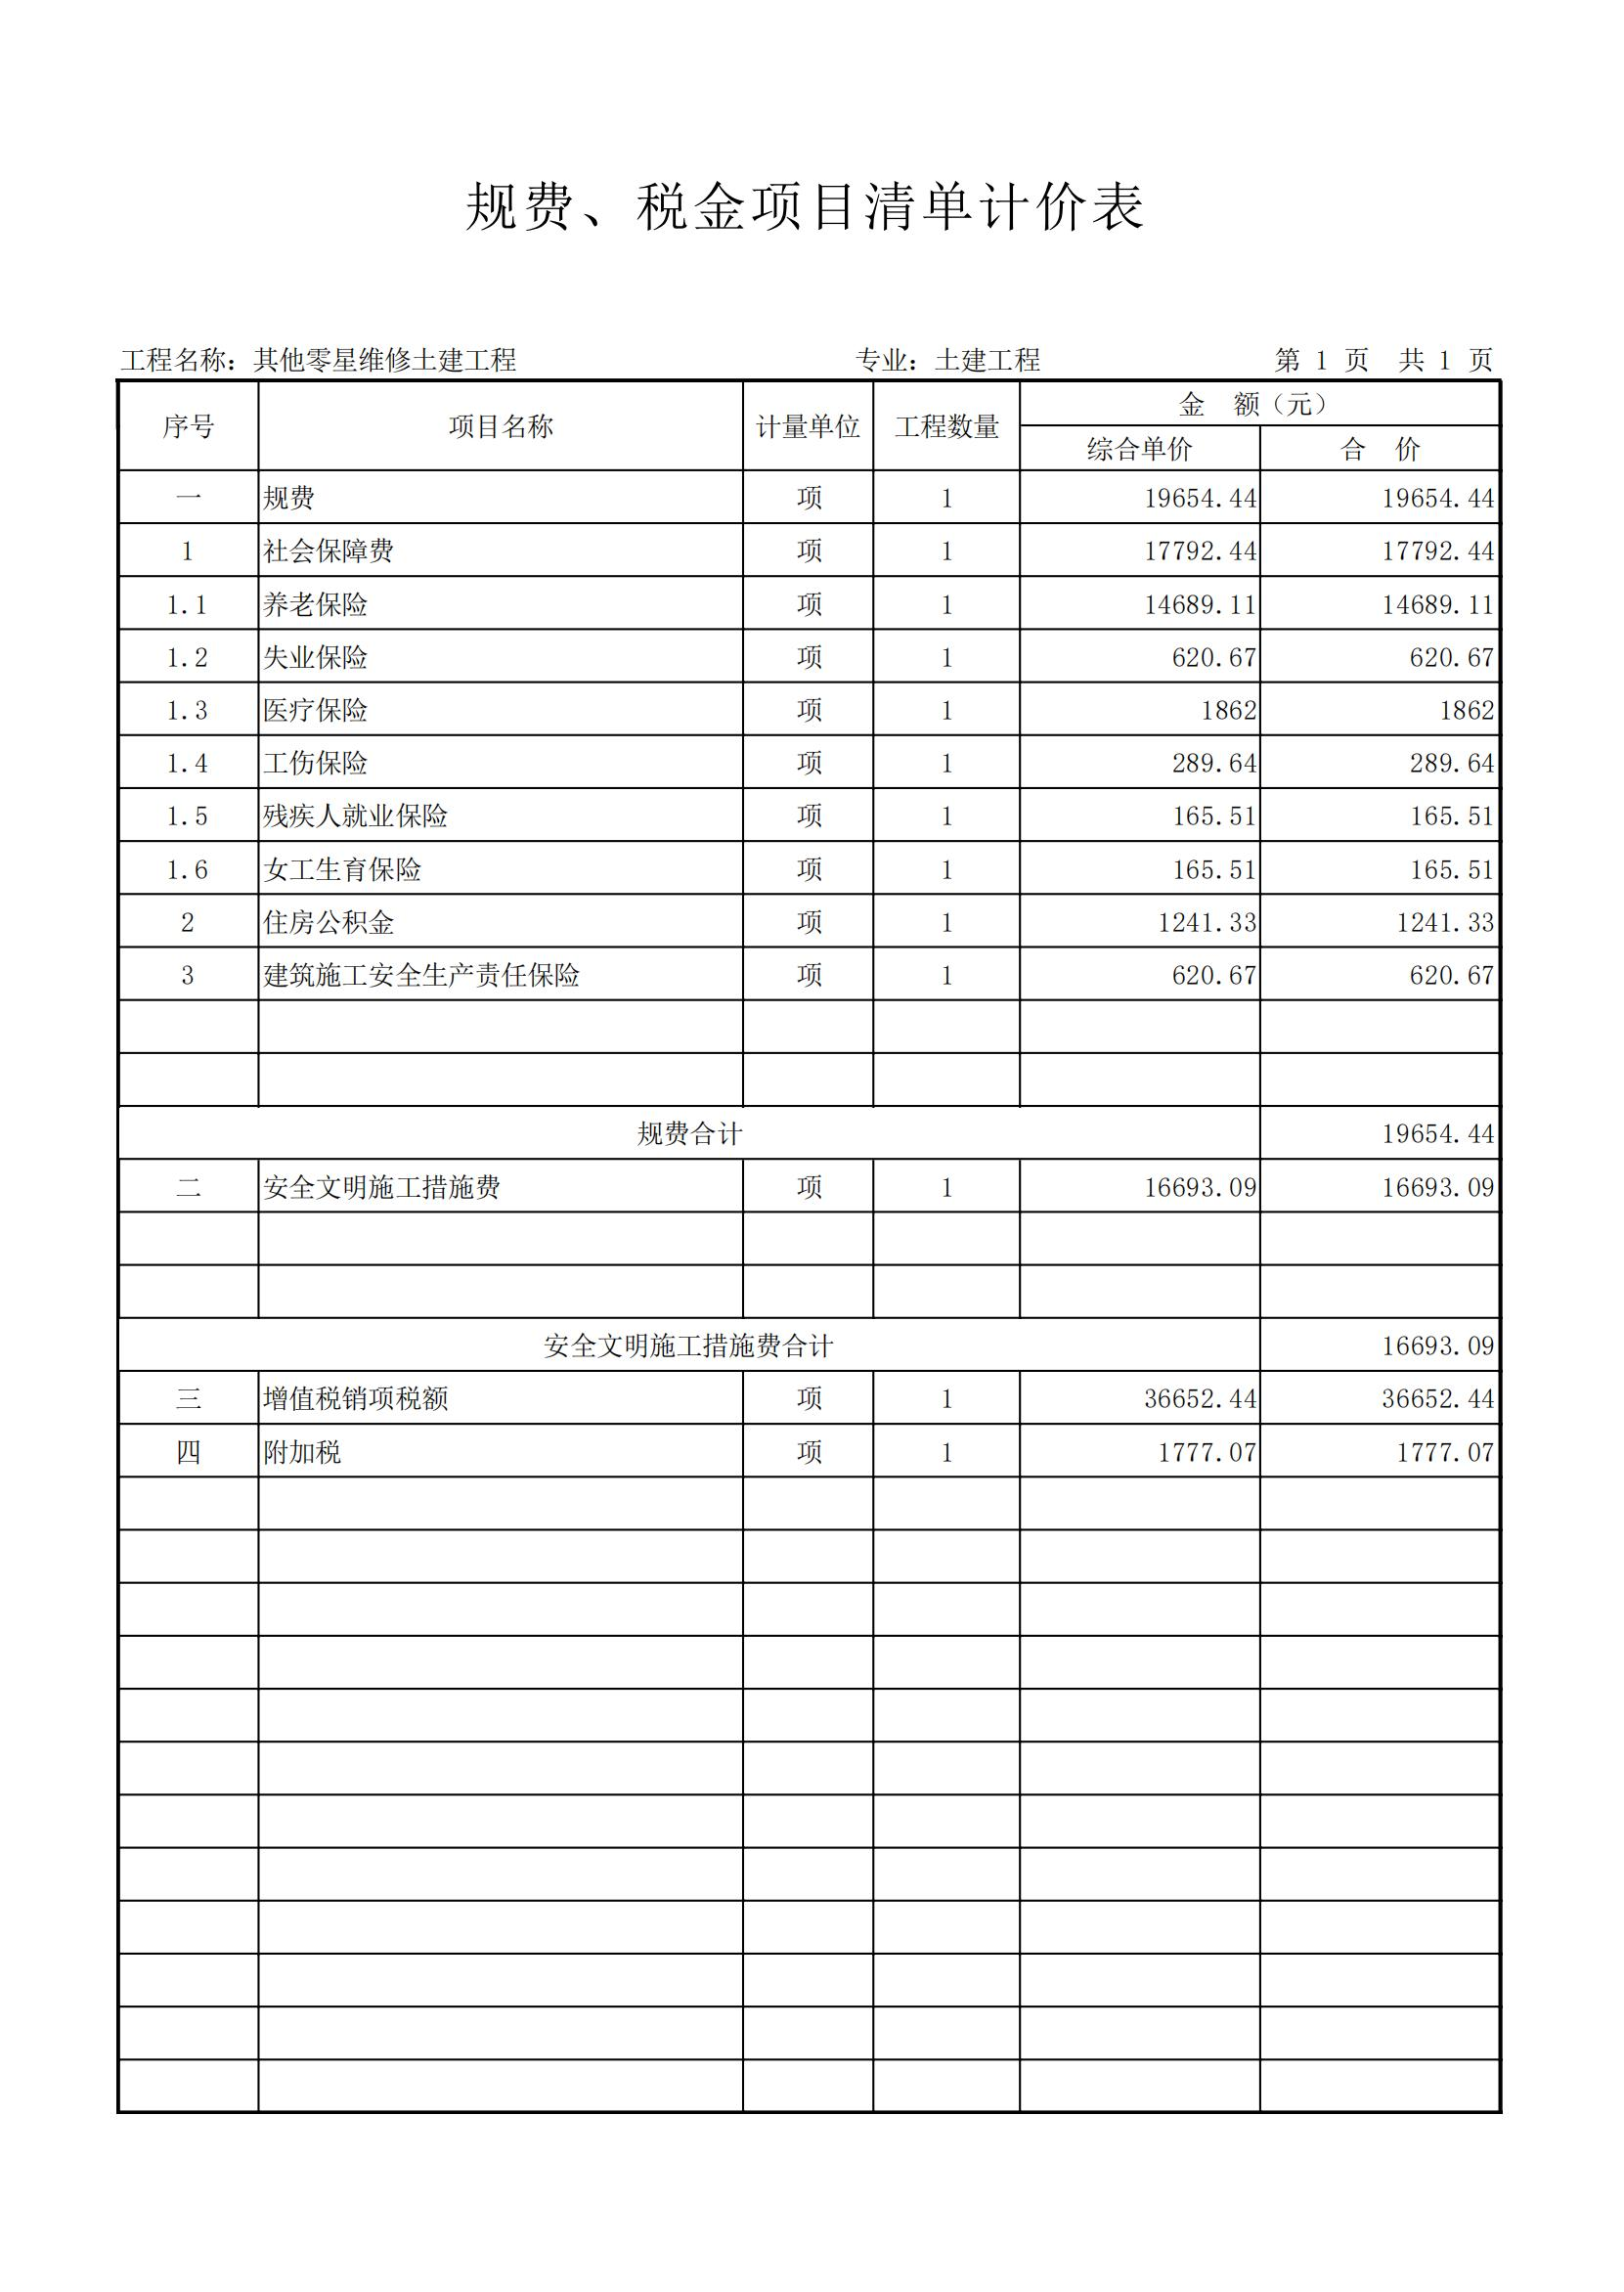 规费、税金项目清单计价表
工程名称：其他零星维修土建工程 专业：土建工程 第 1 页 共 1 页
序号 项目名称 计量单位 工程数量 金 额（元）
综合单价 合 价
一 规费 项 1 19654.44 19654.44
1 社会保障费 项 1 17792.44 17792.44
1.1 养老保险 项 1 14689.11 14689.11
1.2 失业保险 项 1 620.67 620.67
1.3 医疗保险 项 1 1862 1862
1.4 工伤保险 项 1 289.64 289.64
1.5 残疾人就业保险 项 1 165.51 165.51
1.6 女工生育保险 项 1 165.51 165.51
2 住房公积金 项 1 1241.33 1241.33
3 建筑施工安全生产责任保险 项 1 620.67 620.67
规费合计 19654.44
二 安全文明施工措施费 项 1 16693.09 16693.09
安全文明施工措施费合计 16693.09
三 增值税销项税额 项 1 36652.44 36652.44
四 附加税 项 1 1777.07 1777.07